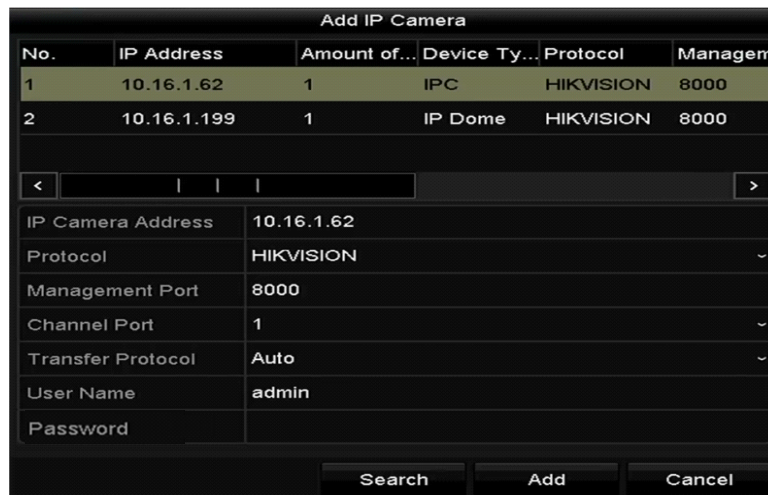 Add IP Camera
No. IP Address Amount of... Device Ty... Protocol Managem
1 10.16.1.62 1 IPC HIKVISION 8000
2 10.16.1.199 1 IP Dome HIKVISION 8000
IP Camera Address 10.16.1.62
Protocol HIKVISION
Management Port 8000
Channel Port 1
Transfer Protocol Auto
User Name admin
Password
Search Add Cancel